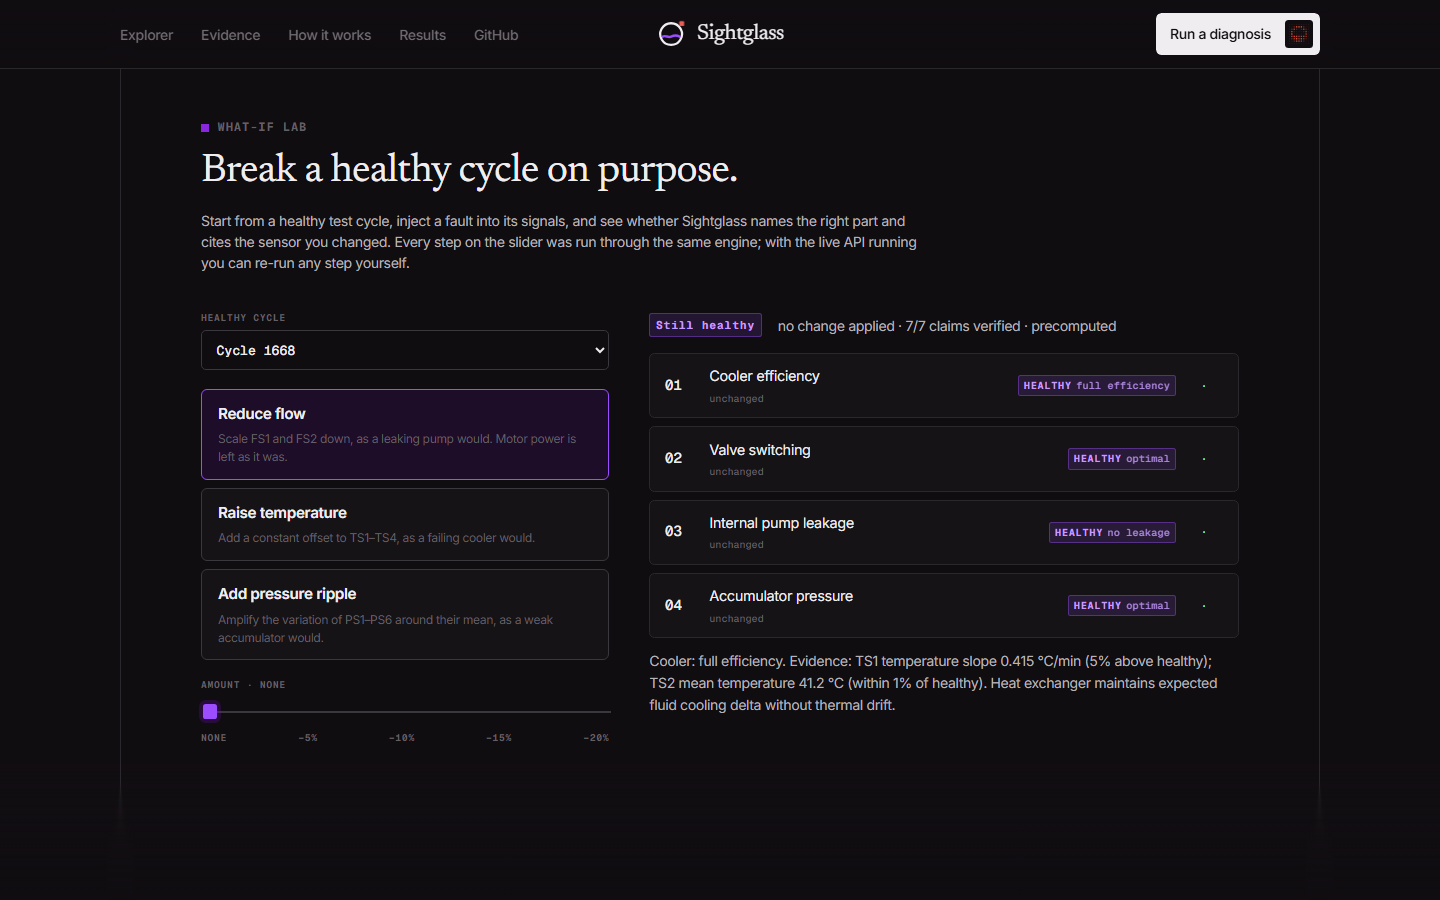 Explorer Evidence How it works Results GitHub
Sightglass
Run a diagnosis
WHAT-IF LAB
Break a healthy cycle on purpose.
Start from a healthy test cycle, inject a fault into its signals, and see whether Sightglass names the right part and
cites the sensor you changed. Every step on the slider was run through the same engine; with the live API running
you can re-run any step yourself.
HEALTHY CYCLE
Cycle 1668
Reduce flow
Scale FS1 and FS2 down, as a leaking pump would. Motor power is
left as it was.
Raise temperature
Add a constant offset to TS1–TS4, as a failing cooler would.
Add pressure ripple
Amplify the variation of PS1–PS6 around their mean, as a weak
accumulator would.
AMOUNT · NONE
NONE −5% −10% −15% −20%
Still healthy no change applied · 7/7 claims verified · precomputed
01 Cooler efficiency HEALTHY full efficiency ·
unchanged
02 Valve switching HEALTHY optimal ·
unchanged
03 Internal pump leakage HEALTHY no leakage ·
unchanged
04 Accumulator pressure HEALTHY optimal ·
unchanged
Cooler: full efficiency. Evidence: TS1 temperature slope 0.415 °C/min (5% above healthy);
TS2 mean temperature 41.2 °C (within 1% of healthy). Heat exchanger maintains expected
fluid cooling delta without thermal drift.